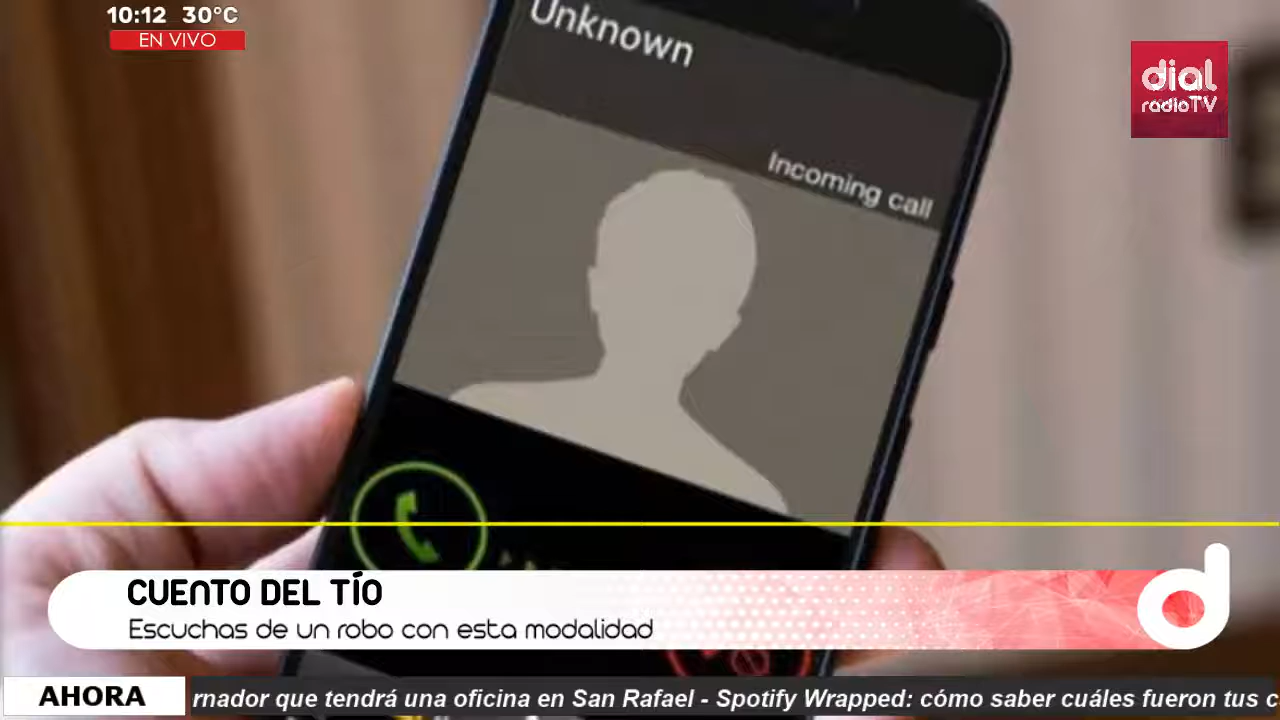 10:12 30°C
EN VIVO
Unknown
Incoming call
dial
radioTV
CUENTO DEL TÍO
Escuchas de un robo con esta modalidad
d
AHORA
rnador que tendrá una oficina en San Rafael - Spotify Wrapped: cómo saber cuáles fueron tus c